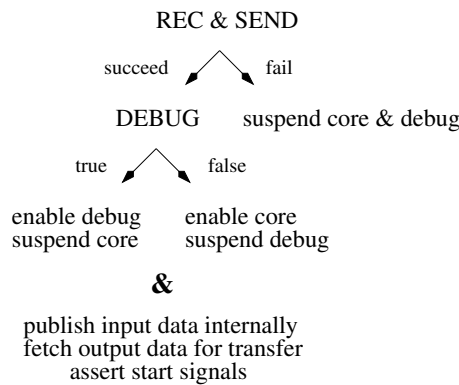 REC & SEND
succeed
fail
DEBUG
suspend core & debug
true
false
enable debug
suspend core
enable core
suspend debug
&
publish input data internally
fetch output data for transfer
assert start signals